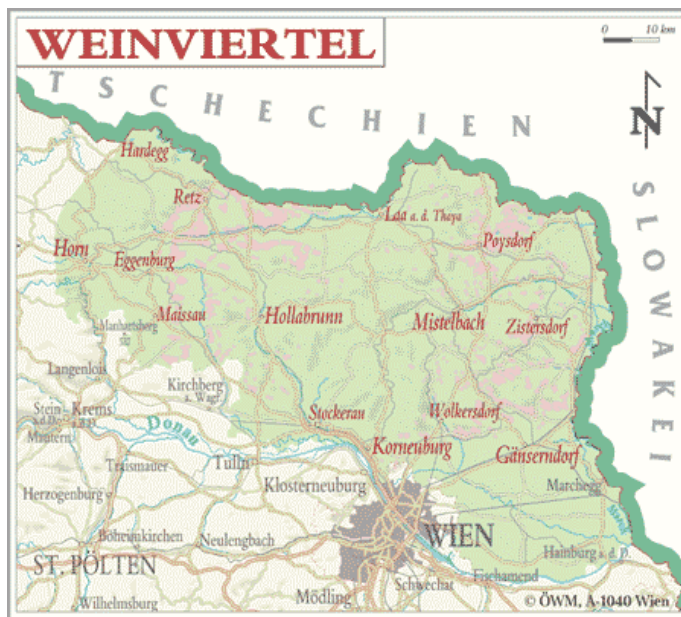 WEINVIERTEL
0 10 km
TSCHECHIEN
N
SLOWAKEI
Hardegg
Retz
Laa a. d. Thaya
Poysdorf
Horn
Eggenburg
Maissau
Hollabrunn
Mistelbach
Zistersdorf
Manhartsberg
Langenlois
Kirchberg
a. Wagr.
Stein - Krems
a.d.D. a.d.D.
Mautern
Donau
Stockerau
Wolkersdorf
Korneuburg
Gänserndorf
Traismauer
Tulln
Klosterneuburg
Marchegg
Herzogenburg
March
Böheimkirchen
Neulengbach
WIEN
Hainburg a. d. D.
ST. PÖLTEN
Schwechat
Fischamend
Wilhelmsburg
Mödling
© ÖWM, A-1040 Wien